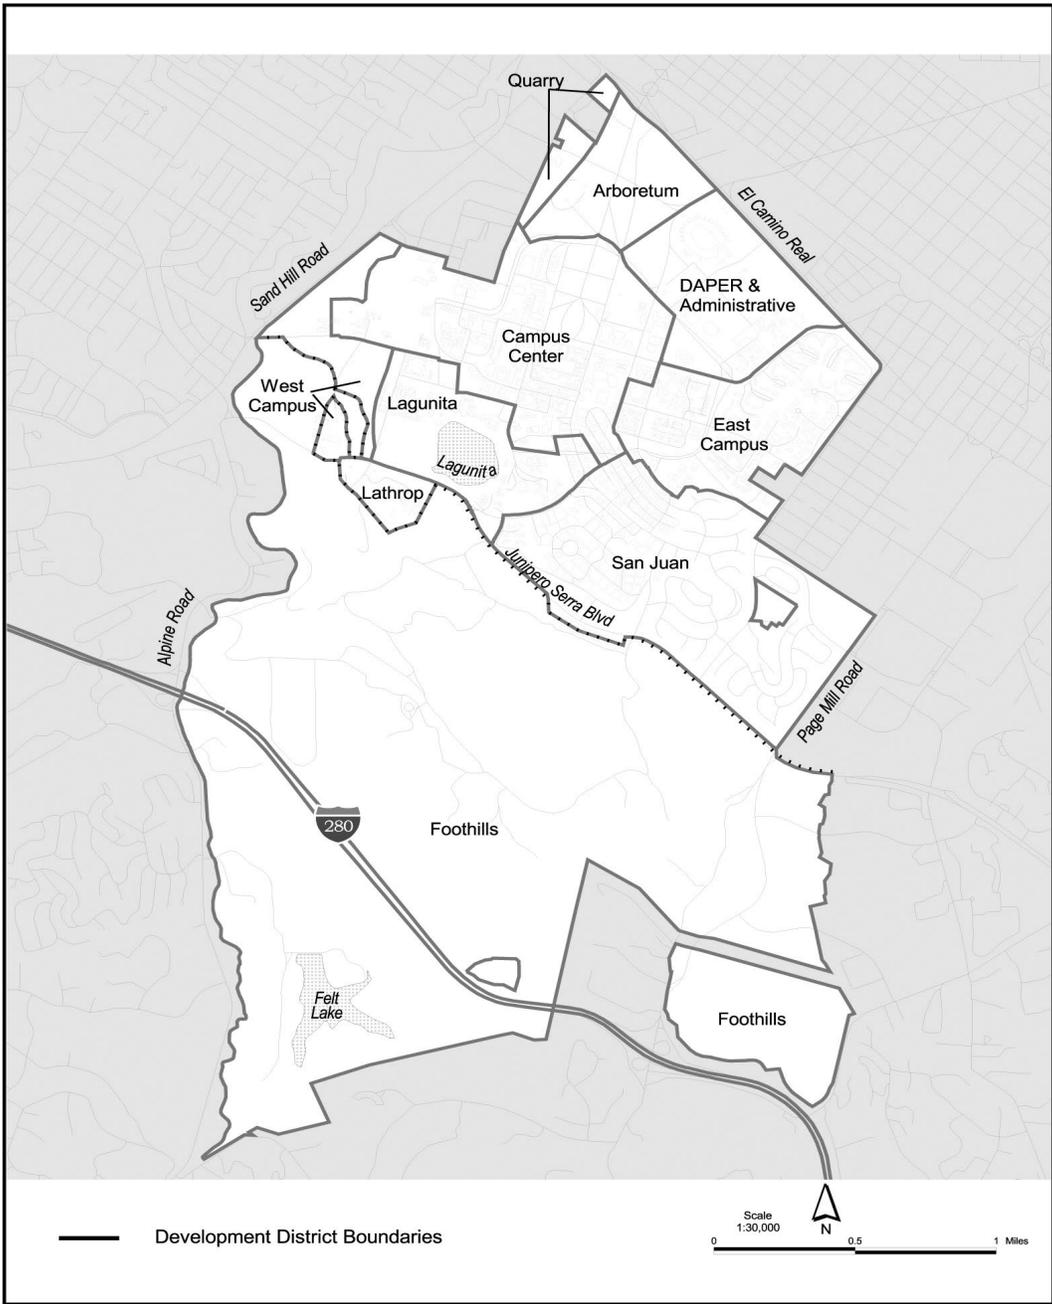 Quarry
Arboretum
El Camino Real
Sand Hill Road
DAPER &
Administrative
Campus
Center
West
Campus
Lagunita
East
Campus
Lagunita
Lathrop
San Juan
Junipero Serra Blvd
Alpine Road
Page Mill Road
280
Foothills
Felt
Lake
Foothills
Development District Boundaries
Scale
1:30,000
N
0 0.5 1 Miles